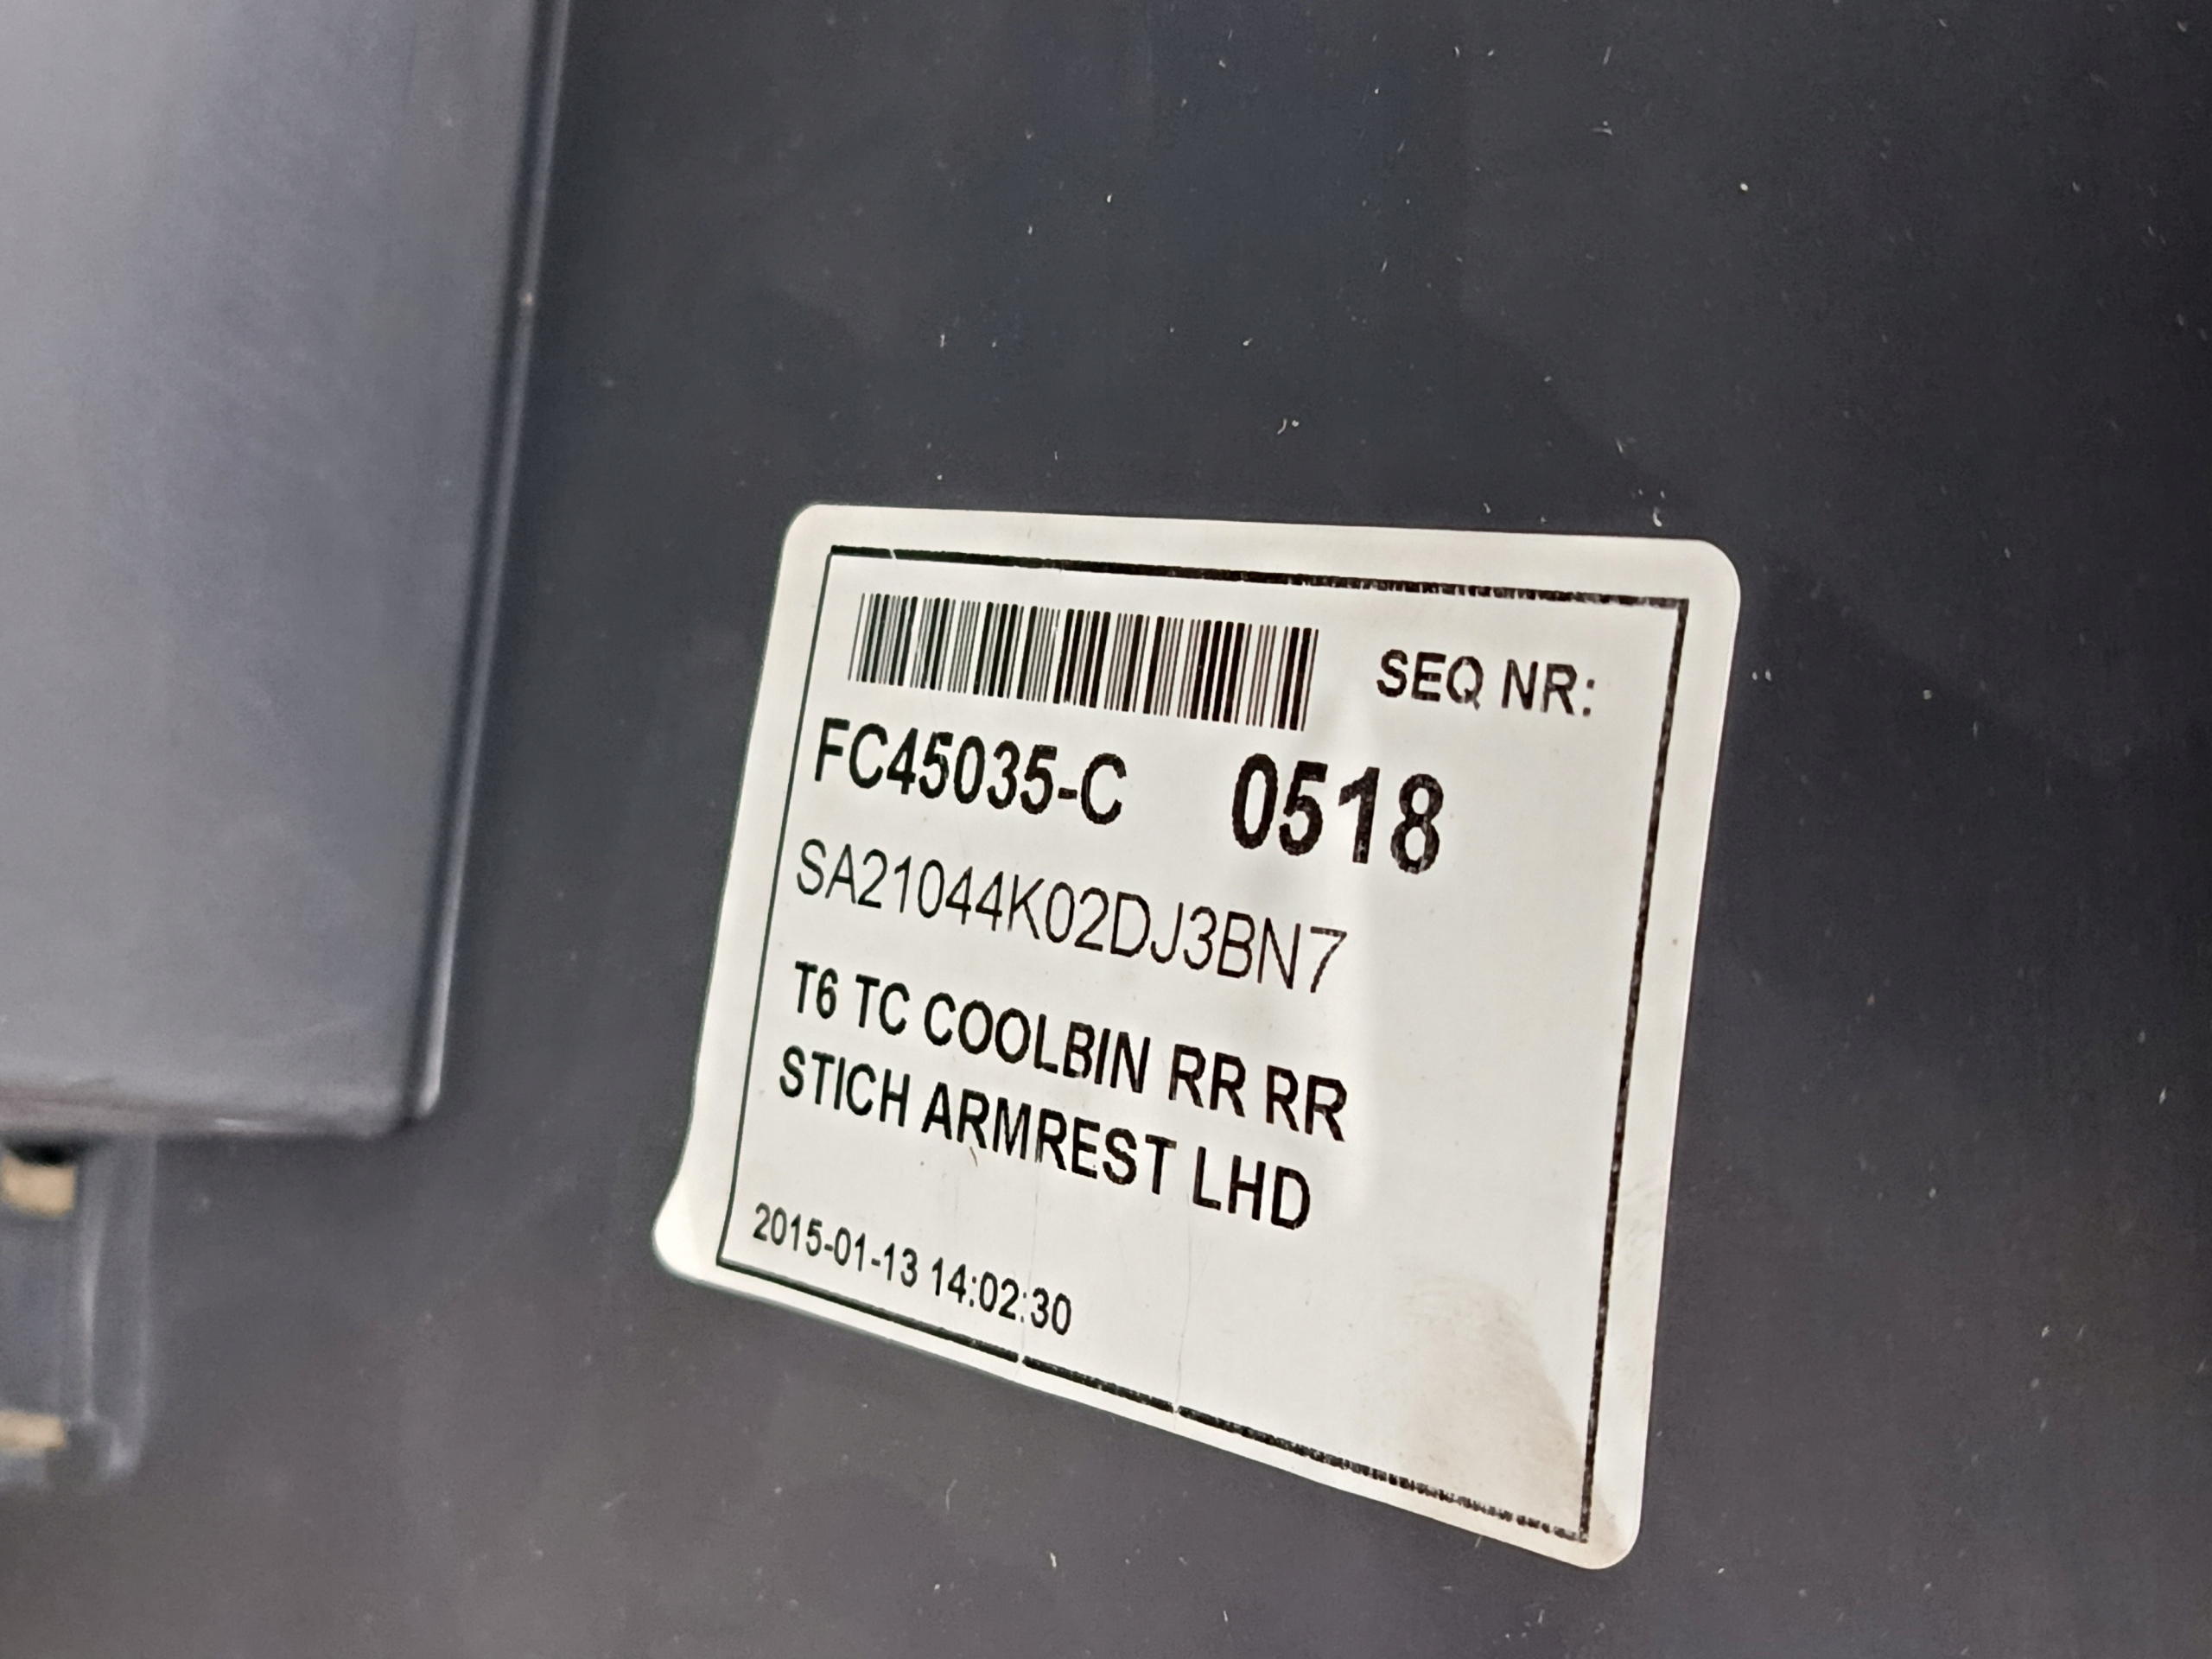 SEQ NR:
FC45035-C 0518
SA21044K02DJ3BN7
T6 TC COOLBIN RR RR
STICH ARMREST LHD
2015-01-13 14:02:30